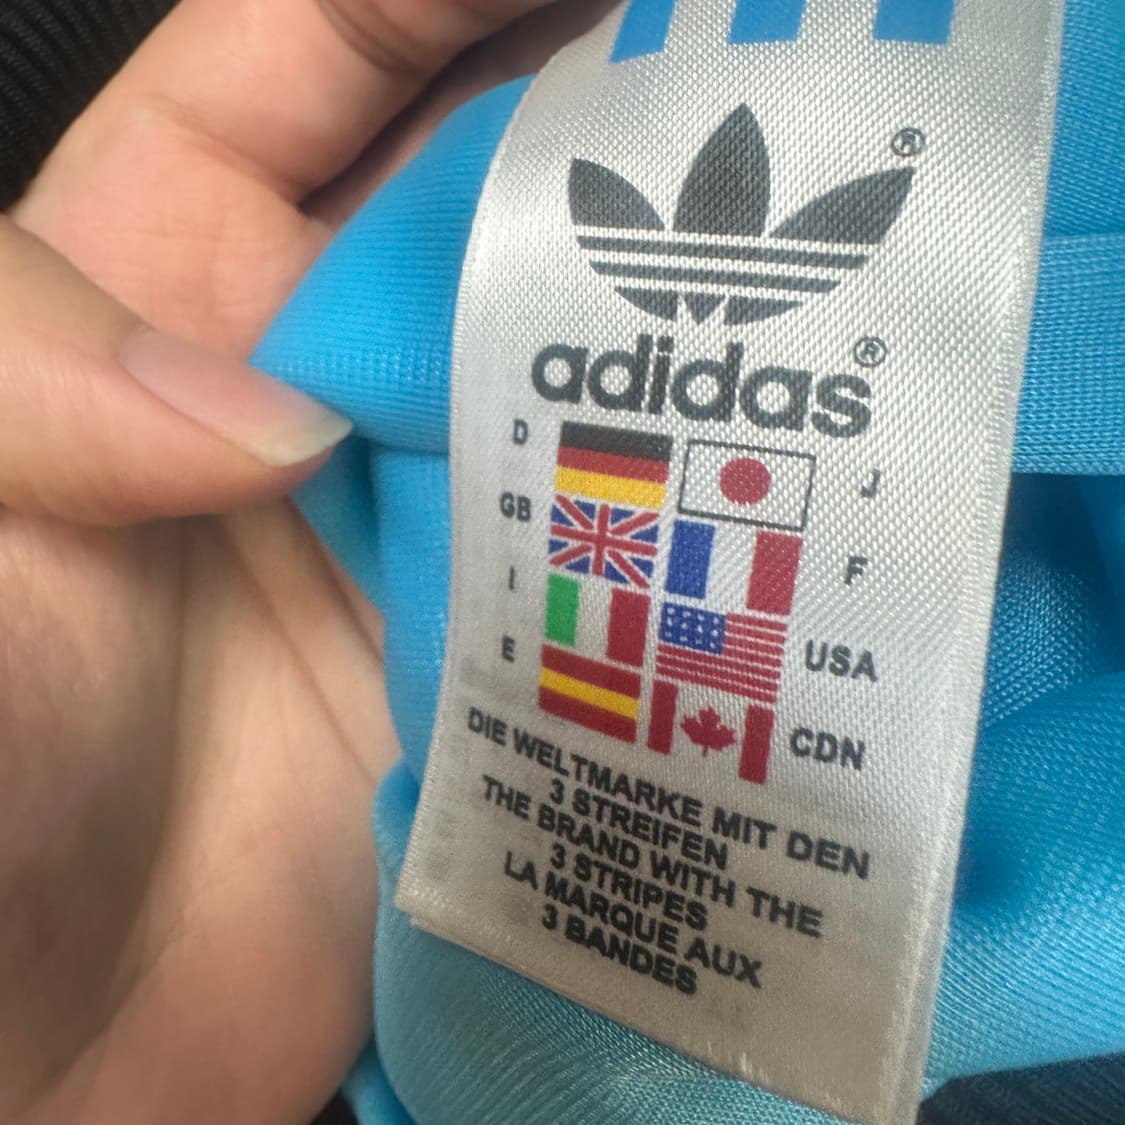 ®
adidas®
D
J
GB
F
I
USA
E
CDN
DIE WELTMARKE MIT DEN
3 STREIFEN
THE BRAND WITH THE
3 STRIPES
LA MARQUE AUX
3 BANDES